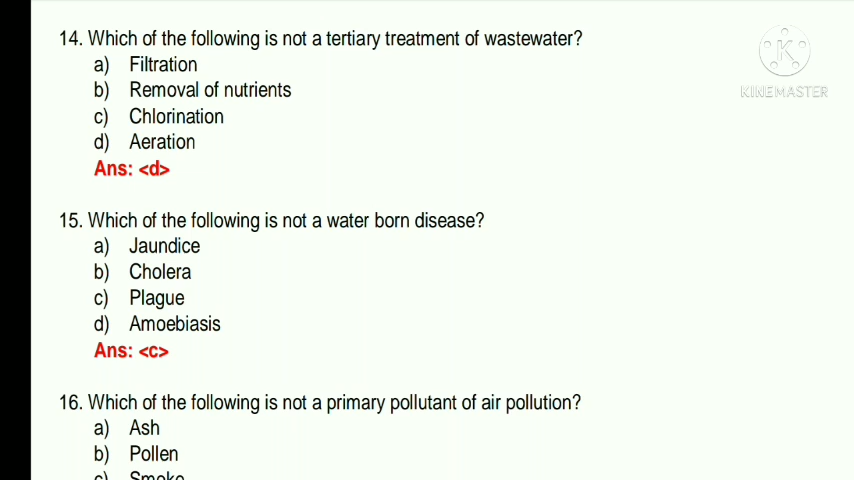 14. Which of the following is not a tertiary treatment of wastewater?
a) Filtration
b) Removal of nutrients
c) Chlorination
d) Aeration
Ans: <d>
KINEMASTER
15. Which of the following is not a water born disease?
a) Jaundice
b) Cholera
c) Plague
d) Amoebiasis
Ans: <c>
16. Which of the following is not a primary pollutant of air pollution?
a) Ash
b) Pollen
c) Smoke